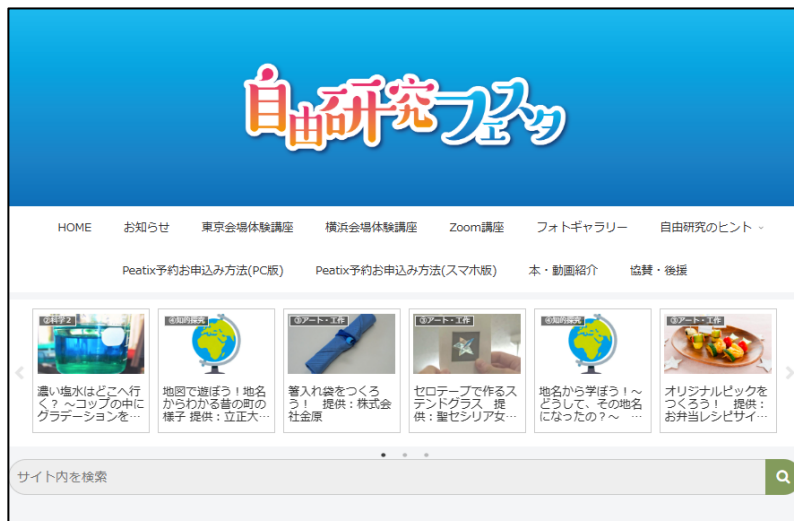 自由研究フェスタ
HOME お知らせ 東京会場体験講座 横浜会場体験講座 Zoom講座 フォトギャラリー 自由研究のヒント
Peatix予約お申込み方法(PC版) Peatix予約お申込み方法(スマホ版) 本・動画紹介 協賛・後援
②科学２
濃い塩水はどこへ行
く？ ～コップの中に
グラデーションを…
④知的探究
地図で遊ぼう！地名
からわかる昔の町の
様子 提供：立正大…
③アート・工作
箸入れ袋をつくろ
う！ 提供：株式会
社金原
③アート・工作
セロテープで作るス
テンドグラス 提
供：聖セシリア女…
④知的探究
地名から学ぼう！～
どうして、その地名
になったの？～ …
③アート・工作
オリジナルピックを
つくろう！ 提供：
お弁当レシピサイ…
サイト内を検索